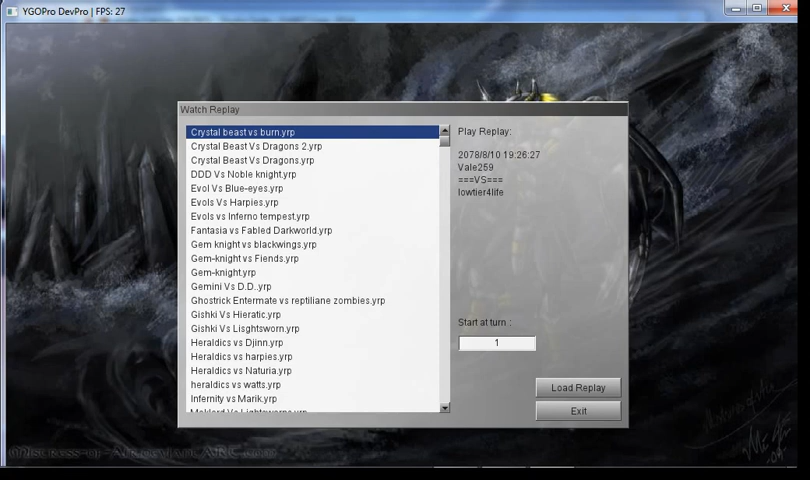 YGOPro DevPro | FPS: 27
Watch Replay
Crystal beast vs burn.yrp
Crystal Beast Vs Dragons 2.yrp
Crystal Beast Vs Dragons.yrp
DDD Vs Noble knight.yrp
Evol Vs Blue-eyes.yrp
Evols Vs Harpies.yrp
Evols vs Inferno tempest.yrp
Fantasia vs Fabled Darkworld.yrp
Gem knight vs blackwings.yrp
Gem-knight vs Fiends.yrp
Gem-knight.yrp
Gemini Vs D.D..yrp
Ghostrick Entermate vs reptiliane zombies.yrp
Gishki Vs Hieratic.yrp
Gishki Vs Lisghtsworn.yrp
Heraldics vs Djinn.yrp
Heraldics vs harpies.yrp
Heraldics vs Naturia.yrp
heraldics vs watts.yrp
Infernity vs Marik.yrp
Play Replay:
2078/8/10 19:26:27
Vale259
===VS===
lowtier4life
Start at turn :
1
Load Replay
Exit